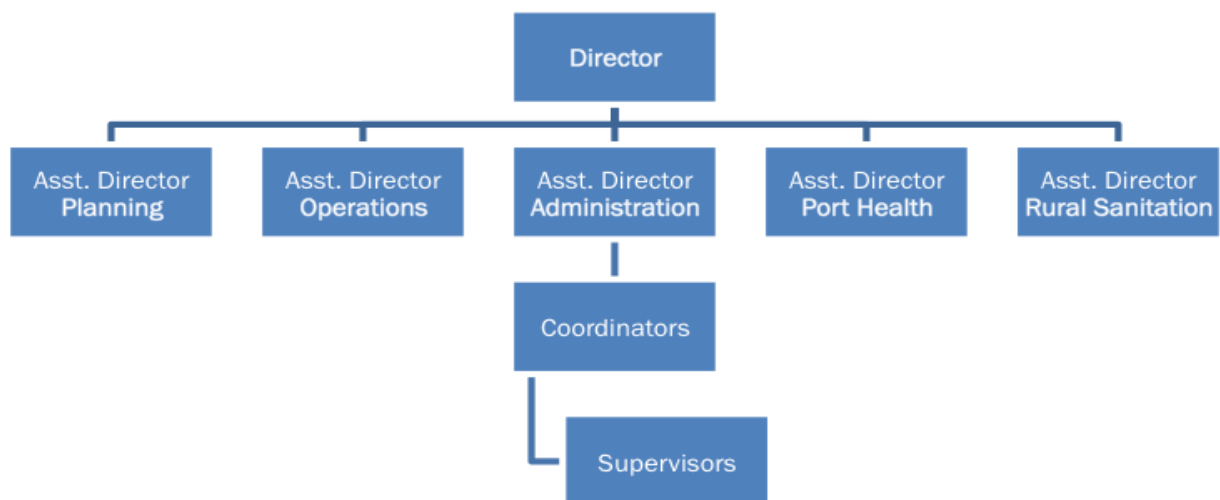 Director
Asst. Director
Planning
Asst. Director
Operations
Asst. Director
Administration
Asst. Director
Port Health
Asst. Director
Rural Sanitation
Coordinators
Supervisors